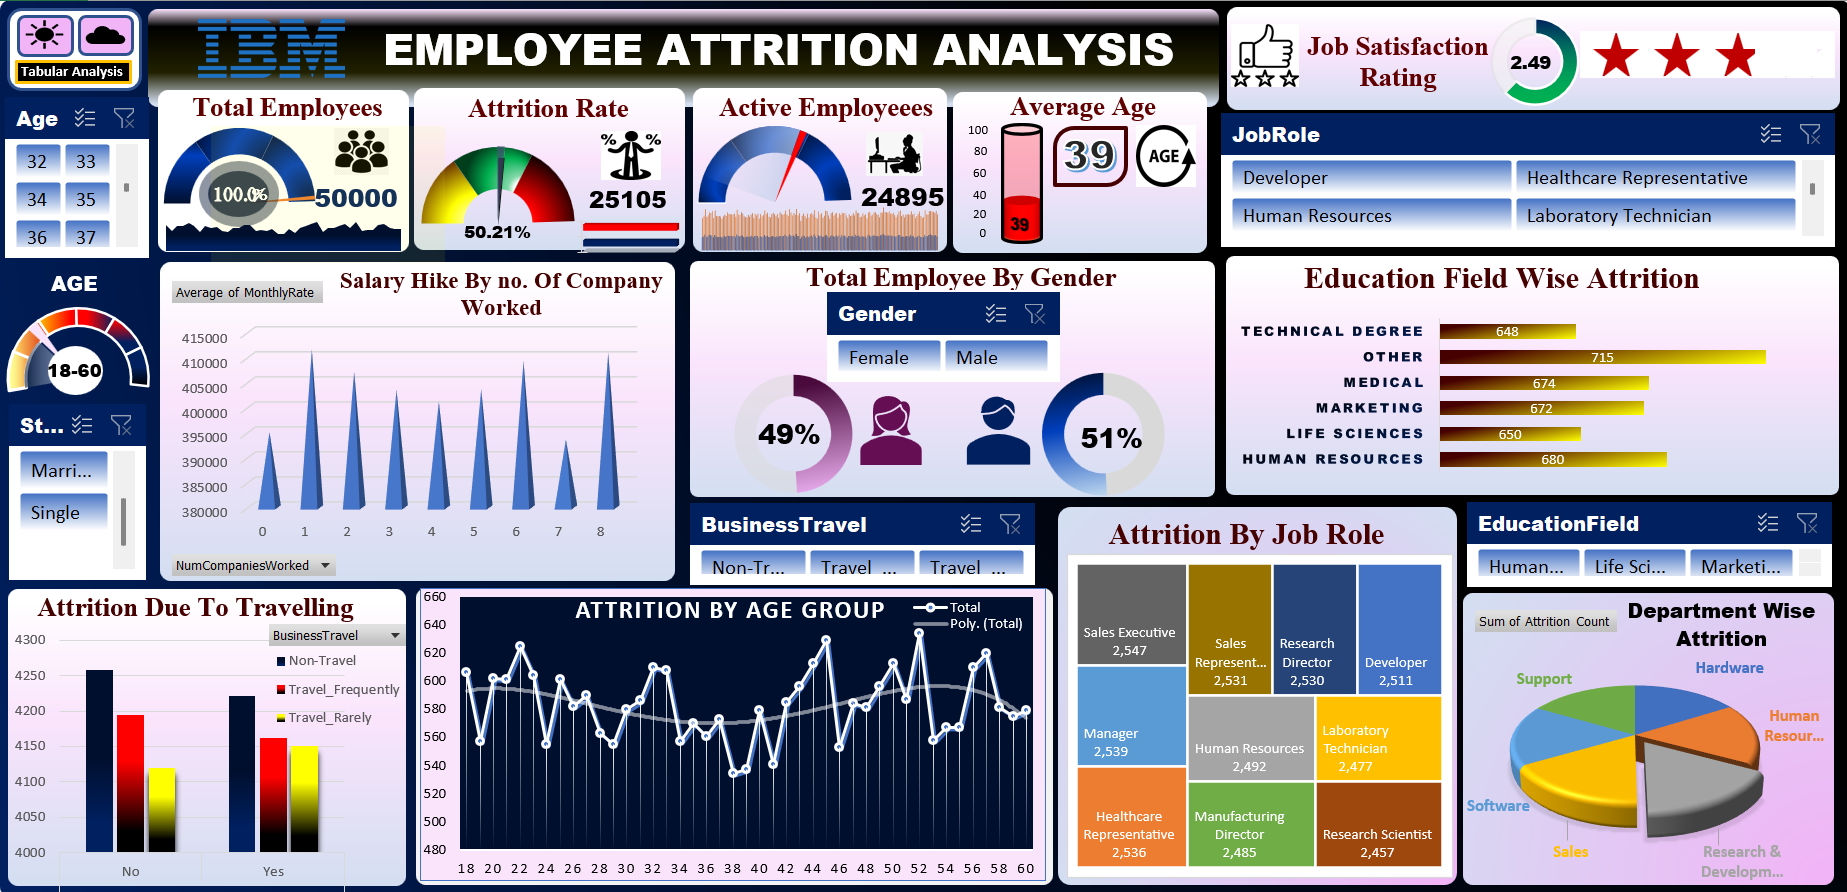 Tabular Analysis
IBM
EMPLOYEE ATTRITION ANALYSIS
Job Satisfaction
Rating
2.49
Age
32 33
34 35
36 37
Total Employees
100.0%
50000
Attrition Rate
% %
25105
50.21%
Active Employeees
24895
Average Age
100
80
60
40
20
0
39
39
AGE
JobRole
Developer
Healthcare Representative
Human Resources
Laboratory Technician
AGE
18-60
St...
Marri...
Single
Average of MonthlyRate
Salary Hike By no. Of Company
Worked
415000
410000
405000
400000
395000
390000
385000
380000
0 1 2 3 4 5 6 7 8
NumCompaniesWorked
Total Employee By Gender
Gender
Female Male
49%
51%
Education Field Wise Attrition
TECHNICAL DEGREE 648
OTHER 715
MEDICAL 674
MARKETING 672
LIFE SCIENCES 650
HUMAN RESOURCES 680
BusinessTravel
Non-Tr... Travel_... Travel_...
EducationField
Human... Life Sci... Marketi...
Attrition Due To Travelling
BusinessTravel
Non-Travel
Travel_Frequently
Travel_Rarely
4300
4250
4200
4150
4100
4050
4000
No Yes
ATTRITION BY AGE GROUP
Total
Poly. (Total)
660
640
620
600
580
560
540
520
500
480
18 20 22 24 26 28 30 32 34 36 38 40 42 44 46 48 50 52 54 56 58 60
Attrition By Job Role
Sales Executive
2,547
Sales
Represent...
2,531
Research
Director
2,530
Developer
2,511
Manager
2,539
Human Resources
2,492
Laboratory
Technician
2,477
Healthcare
Representative
2,536
Manufacturing
Director
2,485
Research Scientist
2,457
Sum of Attrition Count
Department Wise
Attrition
Hardware
Support
Human
Resour...
Software
Sales
Research &
Developm...